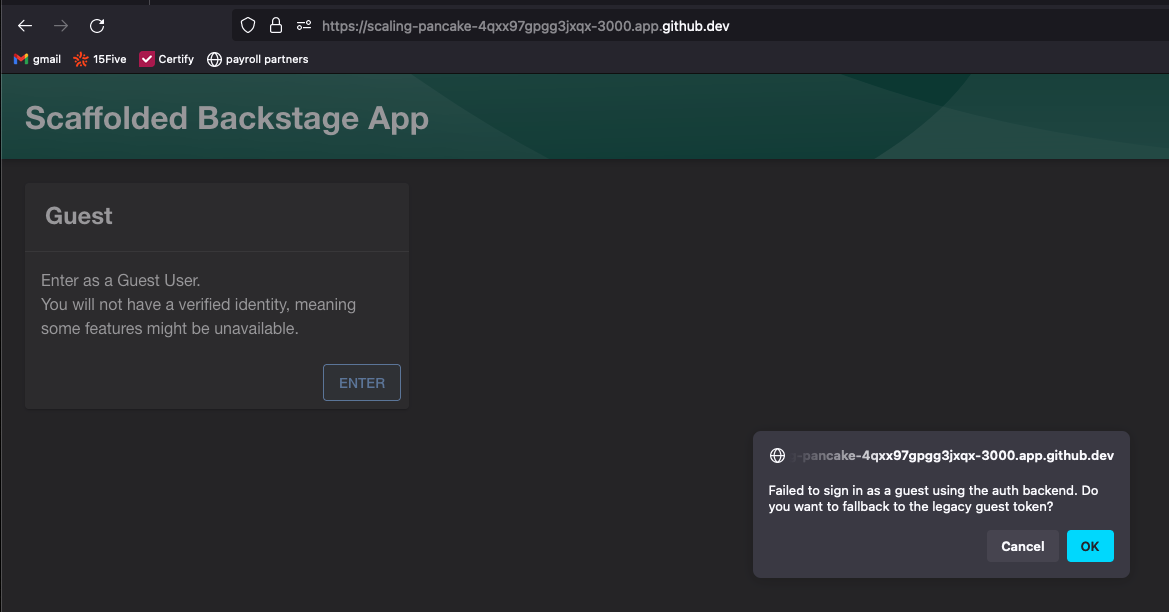 https://scaling-pancake-4qxx97gpgg3jxqx-3000.app.github.dev
gmail 15Five Certify payroll partners
Scaffolded Backstage App
Guest
Enter as a Guest User.
You will not have a verified identity, meaning
some features might be unavailable.
ENTER
-pancake-4qxx97gpgg3jxqx-3000.app.github.dev
Failed to sign in as a guest using the auth backend. Do
you want to fallback to the legacy guest token?
Cancel OK